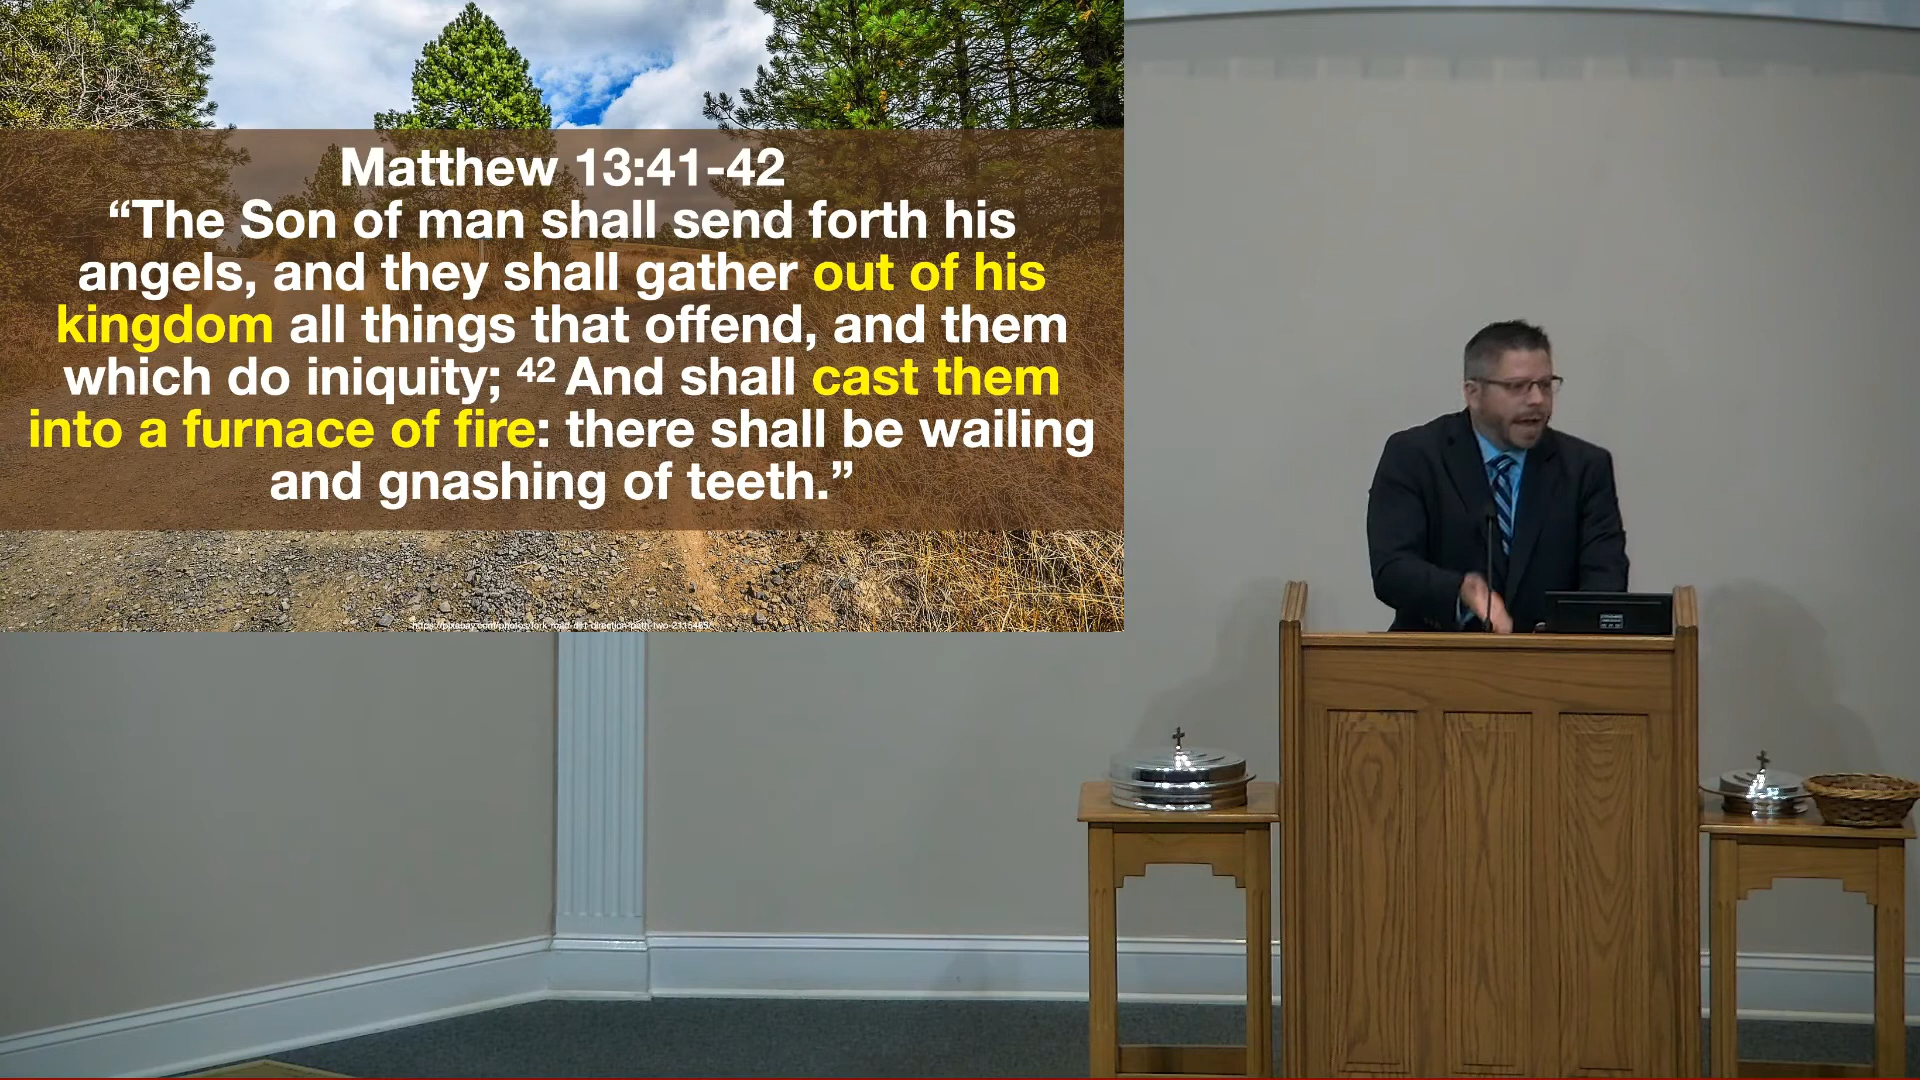 Matthew 13:41-42
“The Son of man shall send forth his
angels, and they shall gather out of his
kingdom all things that offend, and them
which do iniquity; 42 And shall cast them
into a furnace of fire: there shall be wailing
and gnashing of teeth.”